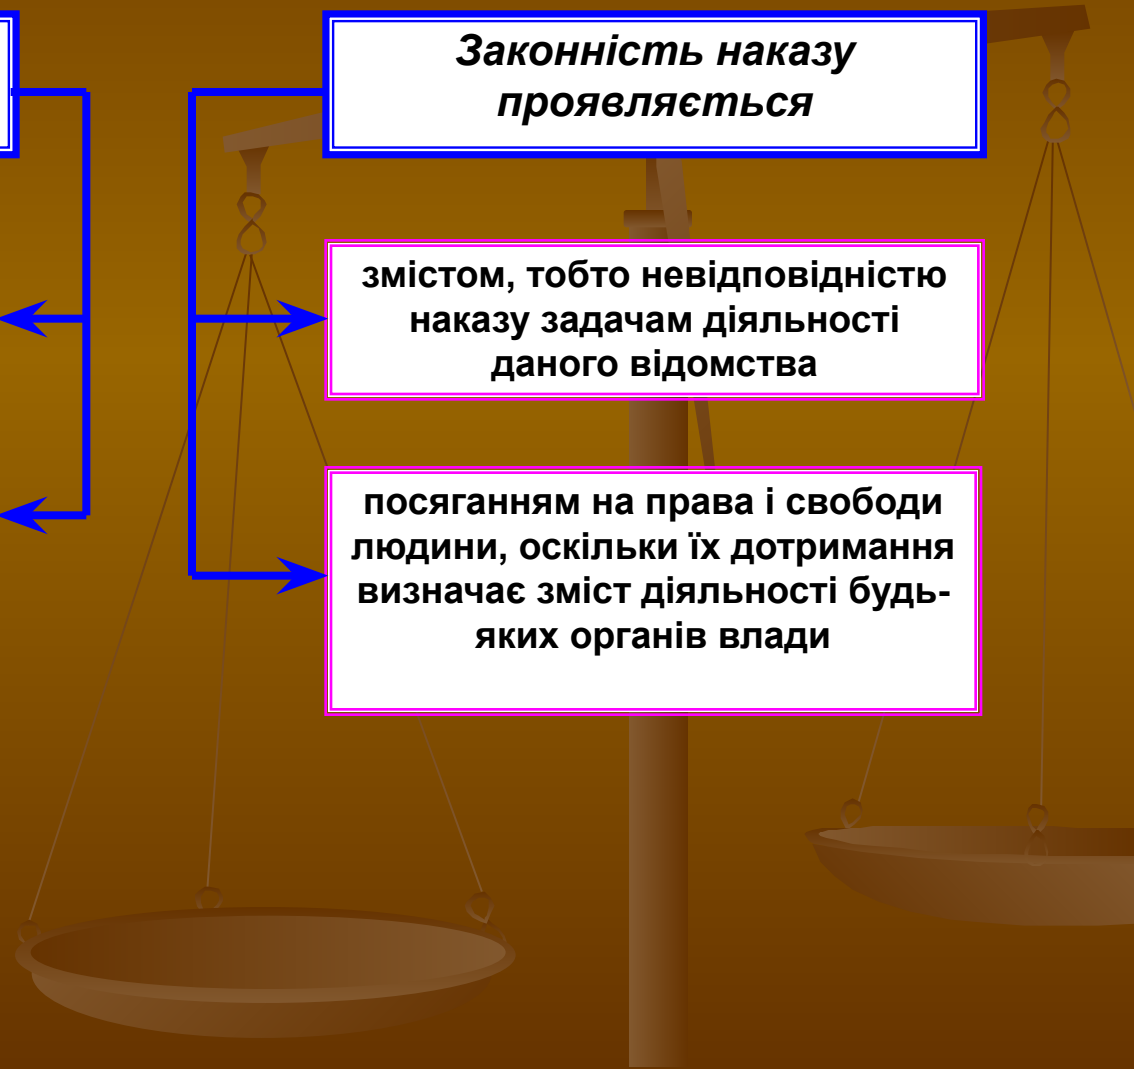 Законність наказу
проявляється
змістом, тобто невідповідністю
наказу задачам діяльності
даного відомства
посяганням на права і свободи
людини, оскільки їх дотримання
визначає зміст діяльності будь-
яких органів влади